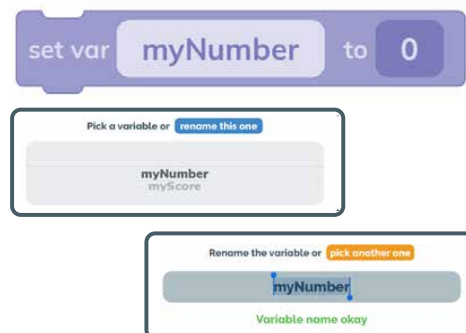 set var myNumber to 0
Pick a variable or rename this one
myNumber
myScore
Rename the variable or pick another one
myNumber
Variable name okay